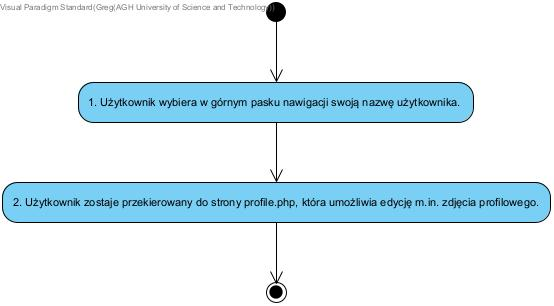 Visual Paradigm Standard(Greg(AGH University of Science and Technology))
1. Użytkownik wybiera w górnym pasku nawigacji swoją nazwę użytkownika.
2. Użytkownik zostaje przekierowany do strony profile.php, która umożliwia edycję m.in. zdjęcia profilowego.